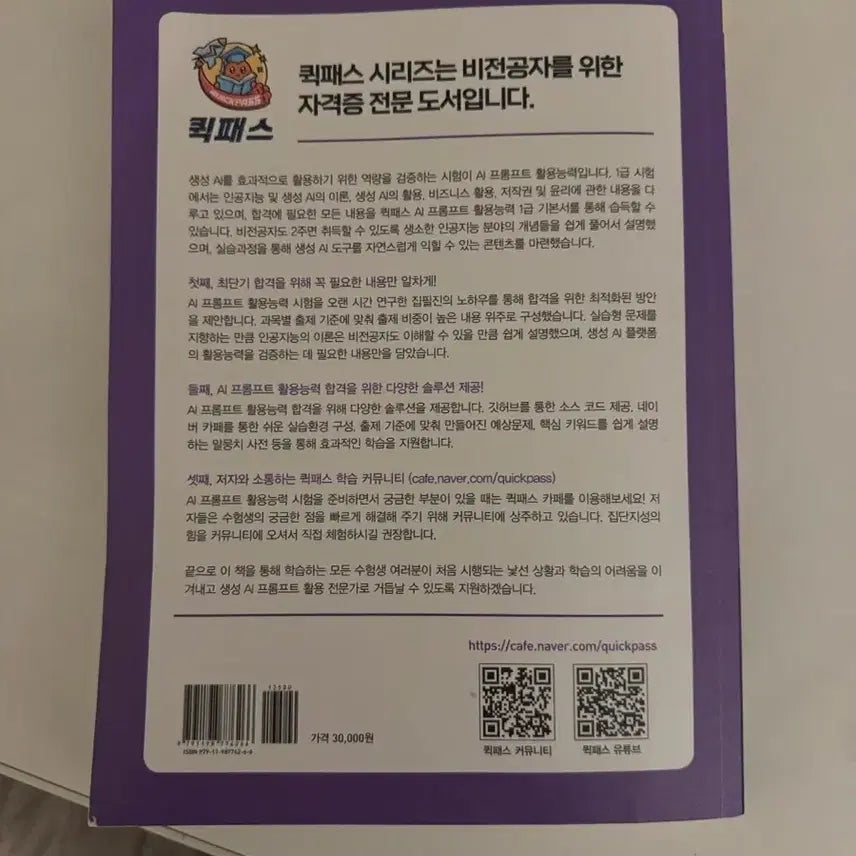 퀵패스 시리즈는 비전공자를 위한
자격증 전문 도서입니다.
QUICKPASS
퀵패스
생성 AI를 효과적으로 활용하기 위한 역량을 검증하는 시험이 AI 프롬프트 활용능력입니다. 1급 시험
에서는 인공지능 및 생성 AI의 이론, 생성 AI의 활용, 비즈니스 활용, 저작권 및 윤리에 관한 내용을 다
루고 있으며, 합격에 필요한 모든 내용을 퀵패스 AI 프롬프트 활용능력 1급 기본서를 통해 습득할 수
있습니다. 비전공자도 2주면 취득할 수 있도록 생소한 인공지능 분야의 개념들을 쉽게 풀어서 설명했
으며, 실습과정을 통해 생성 AI 도구를 자연스럽게 익힐 수 있는 콘텐츠를 마련했습니다.
첫째, 최단기 합격을 위해 꼭 필요한 내용만 알차게!
AI 프롬프트 활용능력 시험을 오랜 시간 연구한 집필진의 노하우를 통해 합격을 위한 최적화된 방안
을 제안합니다. 과목별 출제 기준에 맞춰 출제 비중이 높은 내용 위주로 구성했습니다. 실습형 문제를
지향하는 만큼 인공지능의 이론은 비전공자도 이해할 수 있을 만큼 쉽게 설명했으며, 생성 AI 플랫폼
의 활용능력을 검증하는 데 필요한 내용만을 담았습니다.
둘째, AI 프롬프트 활용능력 합격을 위한 다양한 솔루션 제공!
AI 프롬프트 활용능력 합격을 위해 다양한 솔루션을 제공합니다. 깃허브를 통한 소스 코드 제공, 네이
버 카페를 통한 쉬운 실습환경 구성, 출제 기준에 맞춰 만들어진 예상문제, 핵심 키워드를 쉽게 설명
하는 말뭉치 사전 등을 통해 효과적인 학습을 지원합니다.
셋째, 저자와 소통하는 퀵패스 학습 커뮤니티 (cafe.naver.com/quickpass)
AI 프롬프트 활용능력 시험을 준비하면서 궁금한 부분이 있을 때는 퀵패스 카페를 이용해보세요! 저
자들은 수험생의 궁금한 점을 빠르게 해결해 주기 위해 커뮤니티에 상주하고 있습니다. 집단지성의
힘을 커뮤니티에 오셔서 직접 체험하시길 권장합니다.
끝으로 이 책을 통해 학습하는 모든 수험생 여러분이 처음 시행되는 낯선 상황과 학습의 어려움을 이
겨내고 생성 AI 프롬프트 활용 전문가로 거듭날 수 있도록 지원하겠습니다.
https://cafe.naver.com/quickpass
가격 30,000원
퀵패스 커뮤니티
퀵패스 유튜브